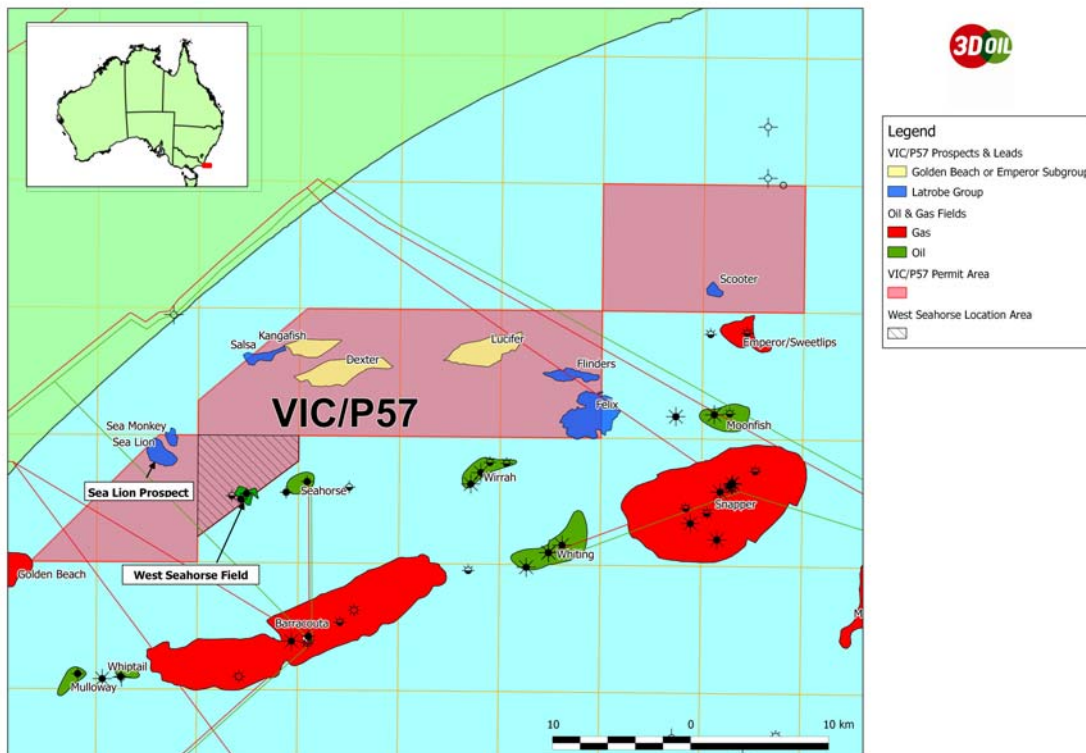 3D OIL
Legend
VIC/P57 Prospects & Leads
Golden Beach or Emperor Subgroup
Latrobe Group
Oil & Gas Fields
Gas
Oil
VIC/P57 Permit Area
West Seahorse Location Area
Scooter
Emperor/Sweetlips
Kangafish
Salsa
Lucifer
Dexter
Flinders
Felix
VIC/P57
Moonfish
Sea Monkey
Sea Lion
Sea Lion Prospect
Wirrah
Seahorse
Snapper
Whiting
West Seahorse Field
Golden Beach
Barracouta
M
Whiptail
Mulloway
10 0 10 km